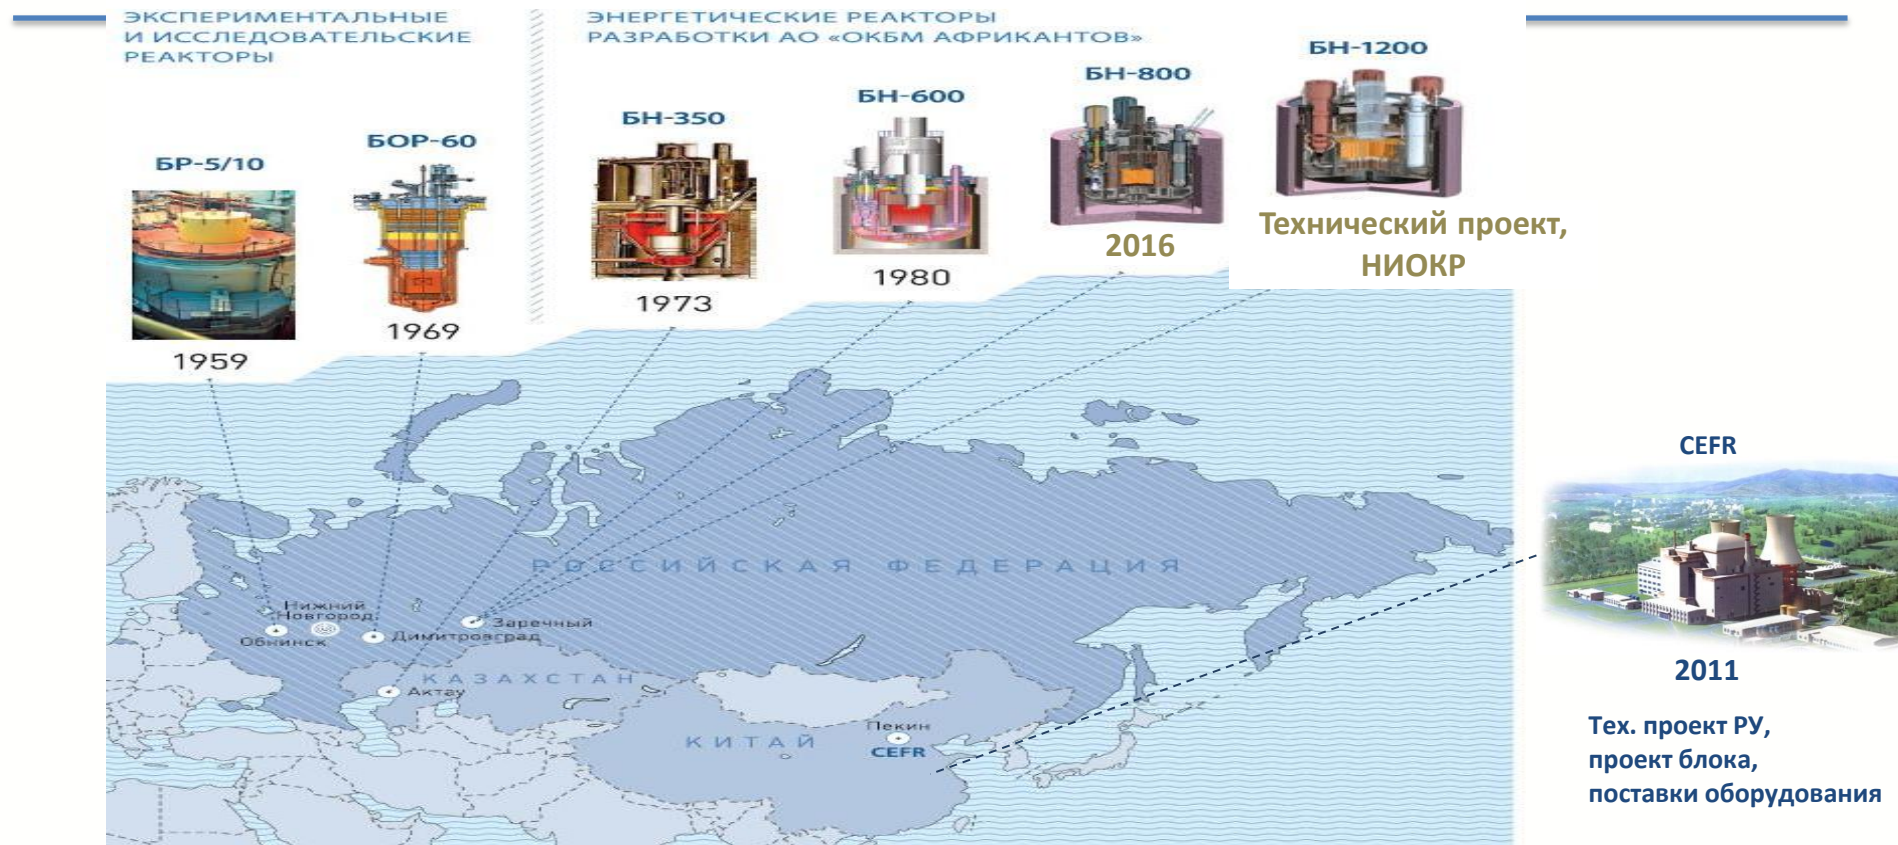 ЭКСПЕРИМЕНТАЛЬНЫЕ
И ИССЛЕДОВАТЕЛЬСКИЕ
РЕАКТОРЫ
ЭНЕРГЕТИЧЕСКИЕ РЕАКТОРЫ
РАЗРАБОТКИ АО «ОКБМ АФРИКАНТОВ»
БР-5/10
1959
БОР-60
1969
БН-350
1973
БН-600
1980
БН-800
2016
БН-1200
Технический проект,
НИОКР
РОССИЙСКАЯ ФЕДЕРАЦИЯ
Нижний
Новгород
Обнинск
Димитровград
Заречный
КАЗАХСТАН
Актау
КИТАЙ
Пекин
CEFR
CEFR
2011
Тех. проект РУ,
проект блока,
поставки оборудования